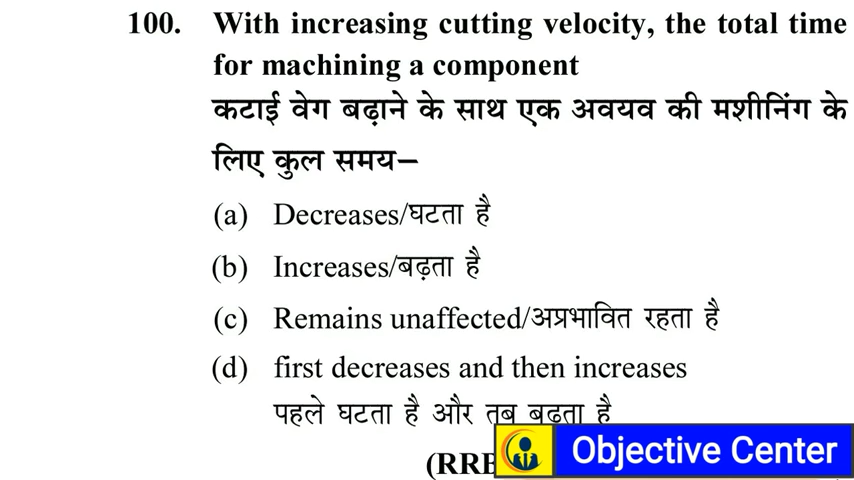 100. With increasing cutting velocity, the total time
for machining a component
कटाई वेग बढ़ाने के साथ एक अवयव की मशीनिंग के
लिए कुल समय–
(a) Decreases/घटता है
(b) Increases/बढ़ता है
(c) Remains unaffected/अप्रभावित रहता है
(d) first decreases and then increases
पहले घटता है और तब बढ़ता है
(RRB
Objective Center